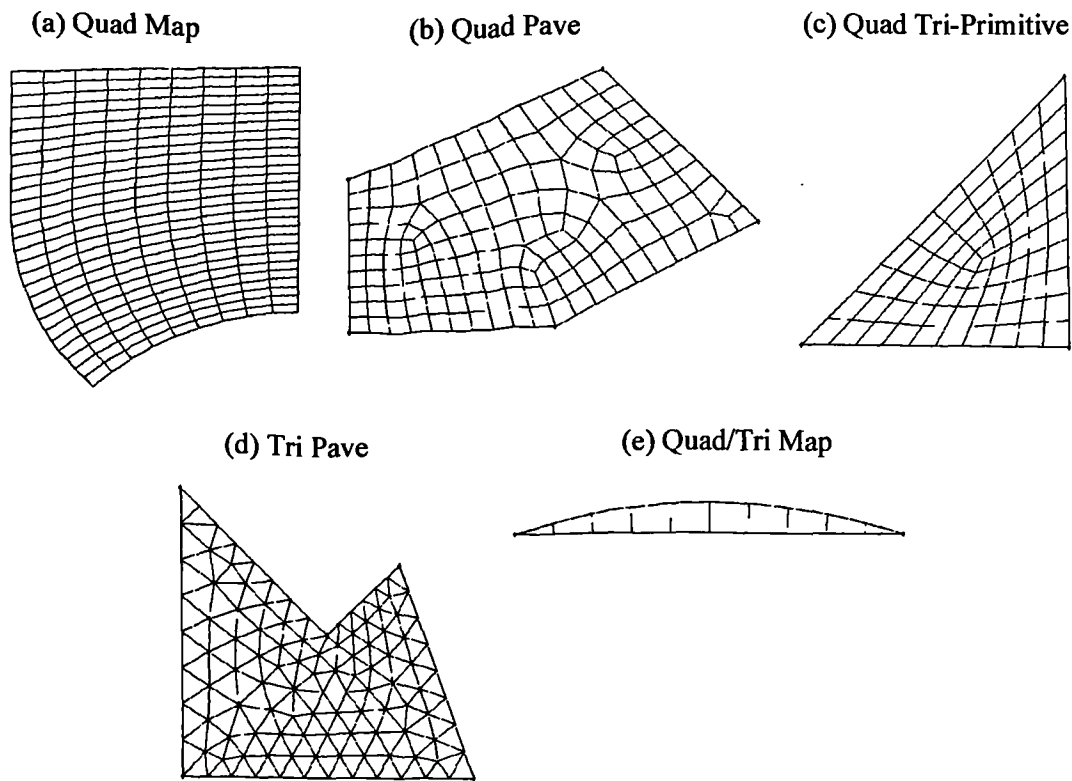 (a) Quad Map
(b) Quad Pave
(c) Quad Tri-Primitive
(d) Tri Pave
(e) Quad/Tri Map